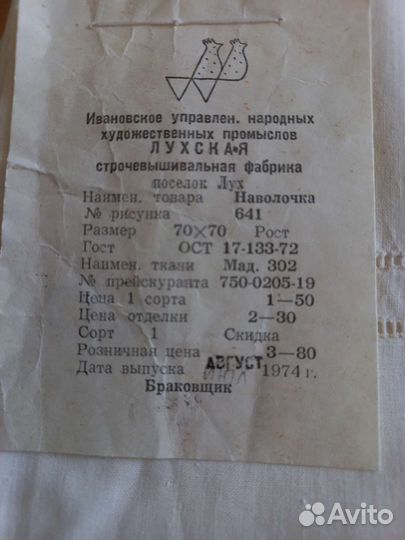 Ивановское управлен. народных
художественных промыслов
ЛУХСКАЯ
строчевышивальная фабрика
поселок Лух
Наимен. товара Наволочка
№ рисунка 641
Размер 70×70 Рост
Гост ОСТ 17-133-72
Наимен. ткани Мад. 302
№ прейскуранта 750-0205-19
Цена 1 сорта 1—50
Цена отделки 2—30
Сорт 1 Скидка
Розничная цена 3—80
Дата выпуска АВГУСТ 1974 г.
Браковщик
Avito